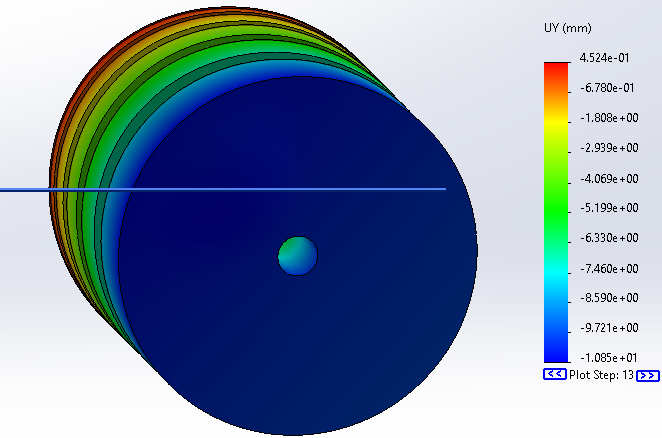 UY (mm)
4.524e-01
-6.780e-01
-1.808e+00
-2.939e+00
-4.069e+00
-5.199e+00
-6.330e+00
-7.460e+00
-8.590e+00
-9.721e+00
-1.085e+01
<< Plot Step: 13 >>